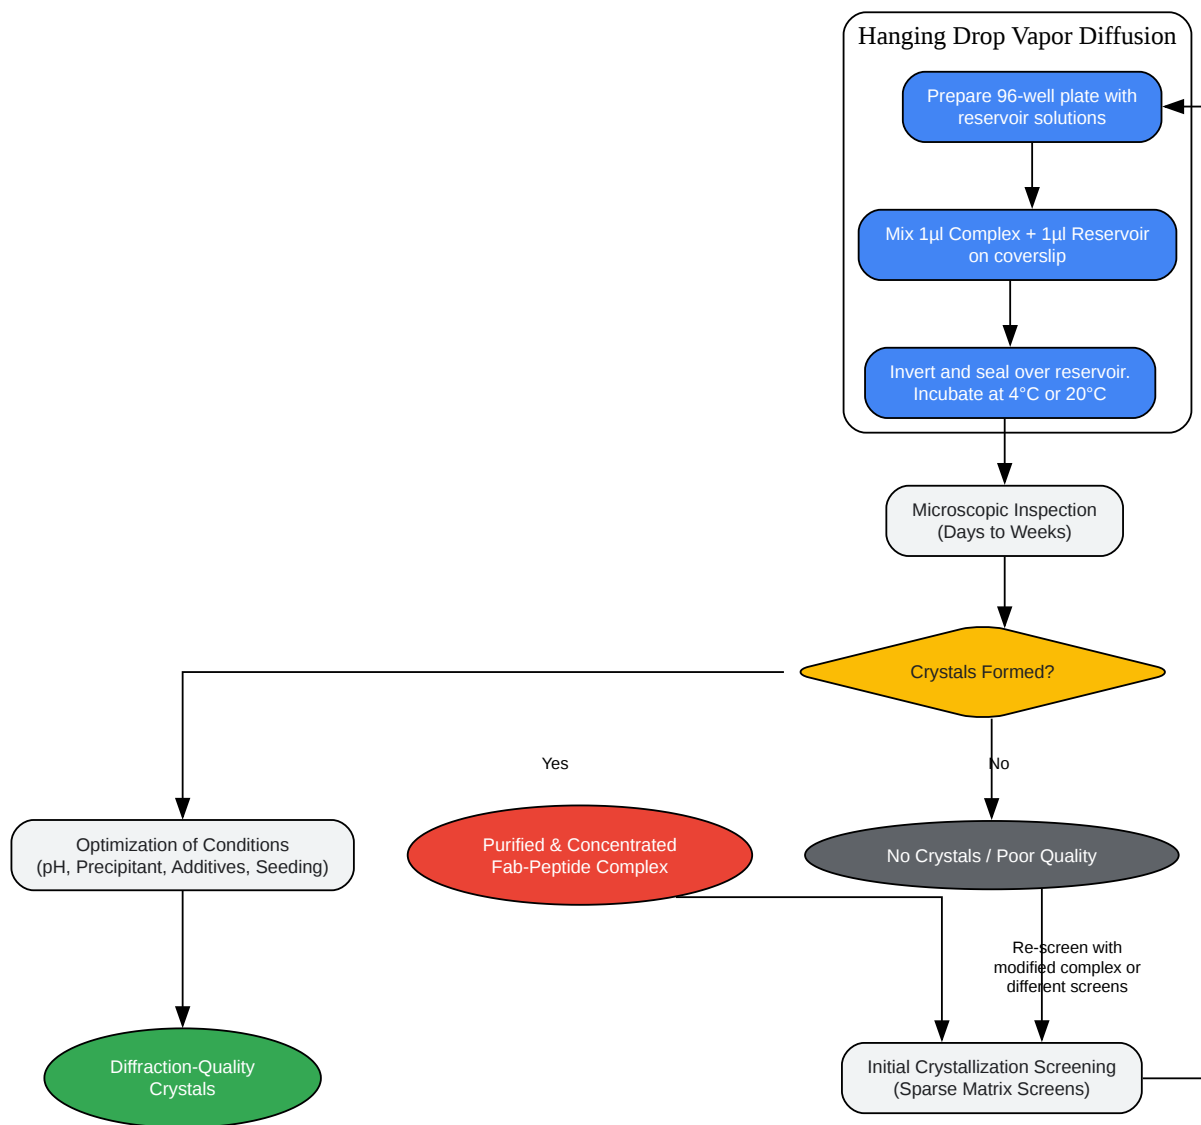 Hanging Drop Vapor Diffusion
Prepare 96-well plate with
reservoir solutions
Mix 1µl Complex + 1µl Reservoir
on coverslip
Invert and seal over reservoir.
Incubate at 4°C or 20°C
Microscopic Inspection
(Days to Weeks)
Crystals Formed?
Yes
No
Optimization of Conditions
(pH, Precipitant, Additives, Seeding)
Purified & Concentrated
Fab-Peptide Complex
No Crystals / Poor Quality
Re-screen with
modified complex or
different screens
Diffraction-Quality
Crystals
Initial Crystallization Screening
(Sparse Matrix Screens)